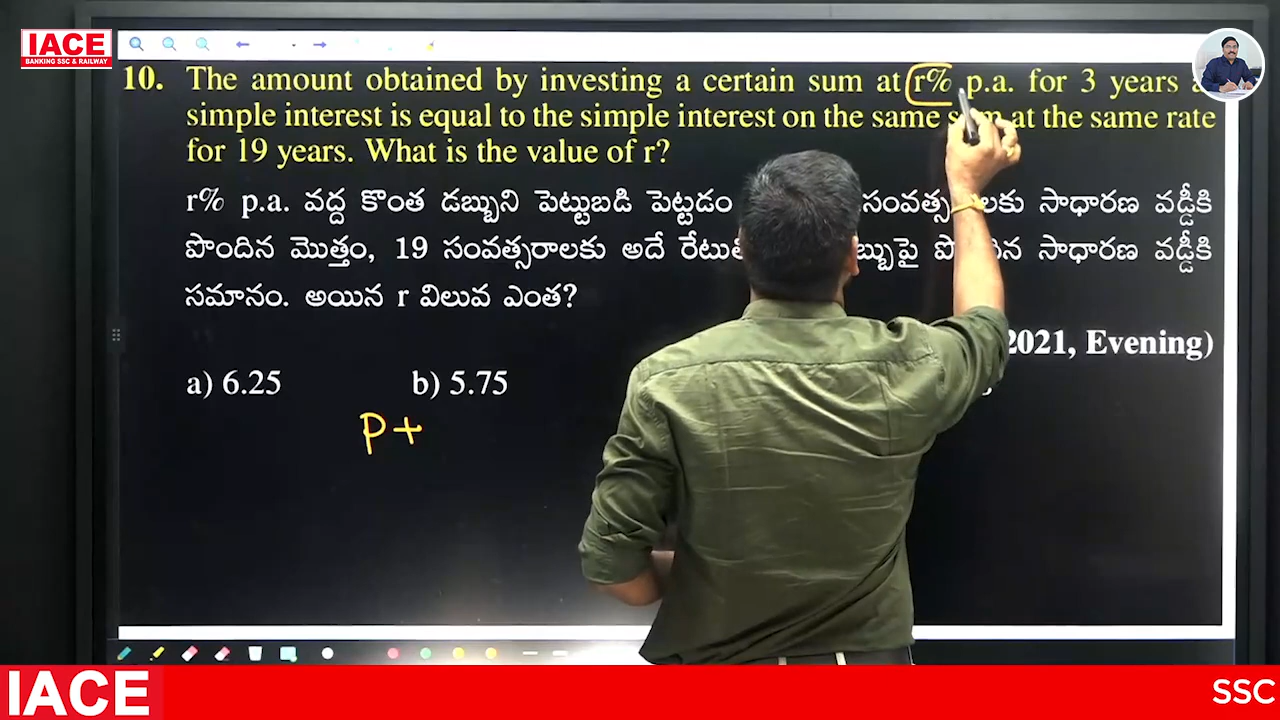 IACE
BANKING SSC & RAILWAY
10. The amount obtained by investing a certain sum at r% p.a. for 3 years
simple interest is equal to the simple interest on the same sum at the same rate
for 19 years. What is the value of r?
r% p.a. వద్ద కొంత డబ్బుని పెట్టుబడి పెట్టడం సాధారణ వడ్డీకి
పొందిన మొత్తం, 19 సంవత్సరాలకు అదే సాధారణ వడ్డీకి
సమానం. అయిన r విలువ ఎంత?
2021, Evening)
a) 6.25 b) 5.75
P+
IACE
SSC